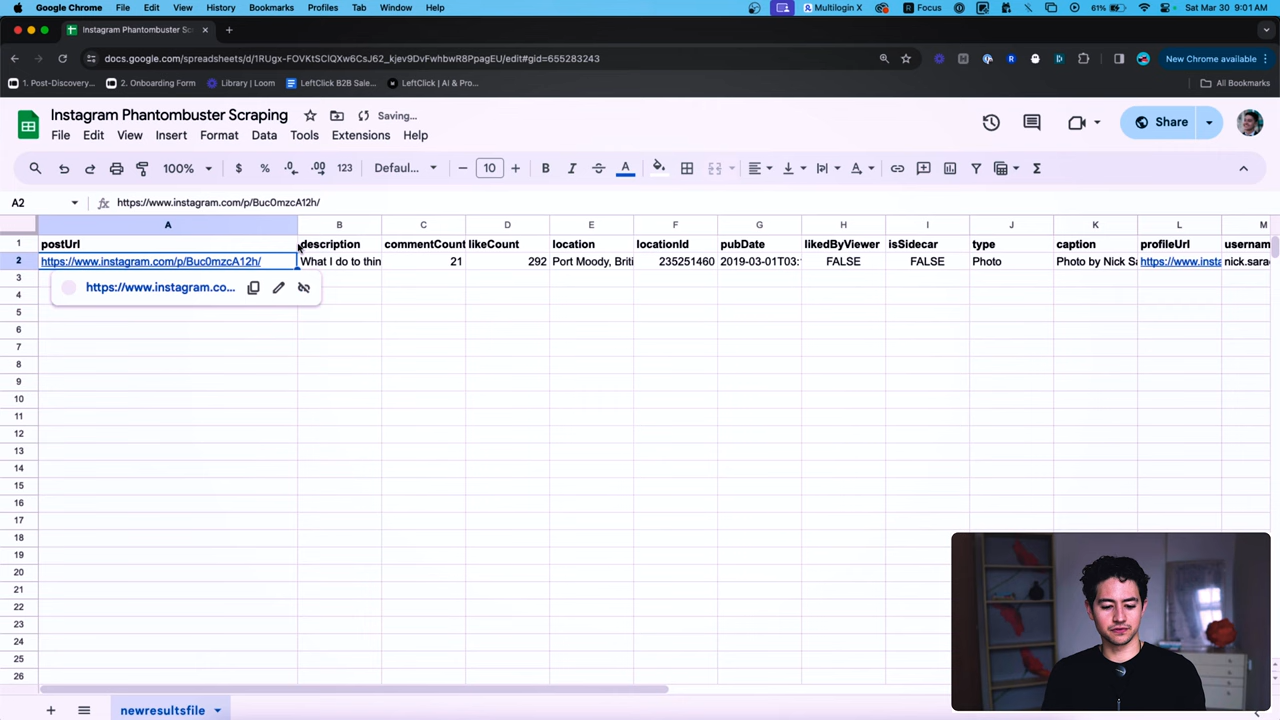 Google Chrome File Edit View History Bookmarks Profiles Tab Window Help Multilogin X Focus 61% Sat Mar 30 9:01 AM
Instagram Phantombuster Sc
docs.google.com/spreadsheets/d/1RUgx-FOVKtSClQXw6CsJ62_kjev9DvFwbmwR8PpagEU/edit#gid=655283243 New Chrome available
1. Post-Discovery... 2. Onboarding Form Library | Loom LeftClick B2B Sale... LeftClick | AI & Pro... All Bookmarks
Instagram Phantombuster Scraping Saving... Share
File Edit View Insert Format Data Tools Extensions Help
100% $ % .0 .00 123 Defaul... 10 B I S A
A2 fx https://www.instagram.com/p/Buc0mzcA12h/
A B C D E F G H I J K L M
1 postUrl description commentCount likeCount location locationId pubDate likedByViewer isSidecar type caption profileUrl usernam
2 https://www.instagram.com/p/Buc0mzcA12h/ What I do to thin 21 292 Port Moody, Briti 235251460 2019-03-01T03: FALSE FALSE Photo Photo by Nick Sa https://www.insta nick.sara
3 https://www.instagram.co...
4
5
6
7
8
9
10
11
12
13
14
15
16
17
18
19
20
21
22
23
24
25
26
newresultsfile